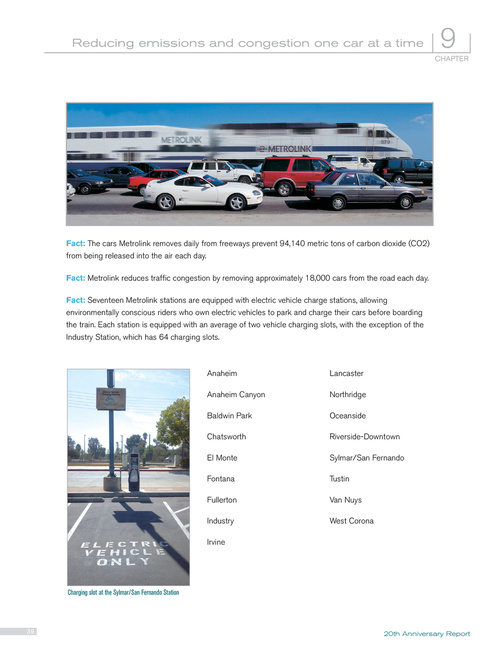 Reducing emissions and congestion one car at a time
9
CHAPTER
METROLINK
METROLINK
Fact: The cars Metrolink removes daily from freeways prevent 94,140 metric tons of carbon dioxide (CO2)
from being released into the air each day.
Fact: Metrolink reduces traffic congestion by removing approximately 18,000 cars from the road each day.
Fact: Seventeen Metrolink stations are equipped with electric vehicle charge stations, allowing
environmentally conscious riders who own electric vehicles to park and charge their cars before boarding
the train. Each station is equipped with an average of two vehicle charging slots, with the exception of the
Industry Station, which has 64 charging slots.
Anaheim
Anaheim Canyon
Baldwin Park
Chatsworth
El Monte
Fontana
Fullerton
Industry
Irvine
Lancaster
Northridge
Oceanside
Riverside-Downtown
Sylmar/San Fernando
Tustin
Van Nuys
West Corona
ELECTRIC
VEHICLE
ONLY
Charging slot at the Sylmar/San Fernando Station
20th Anniversary Report